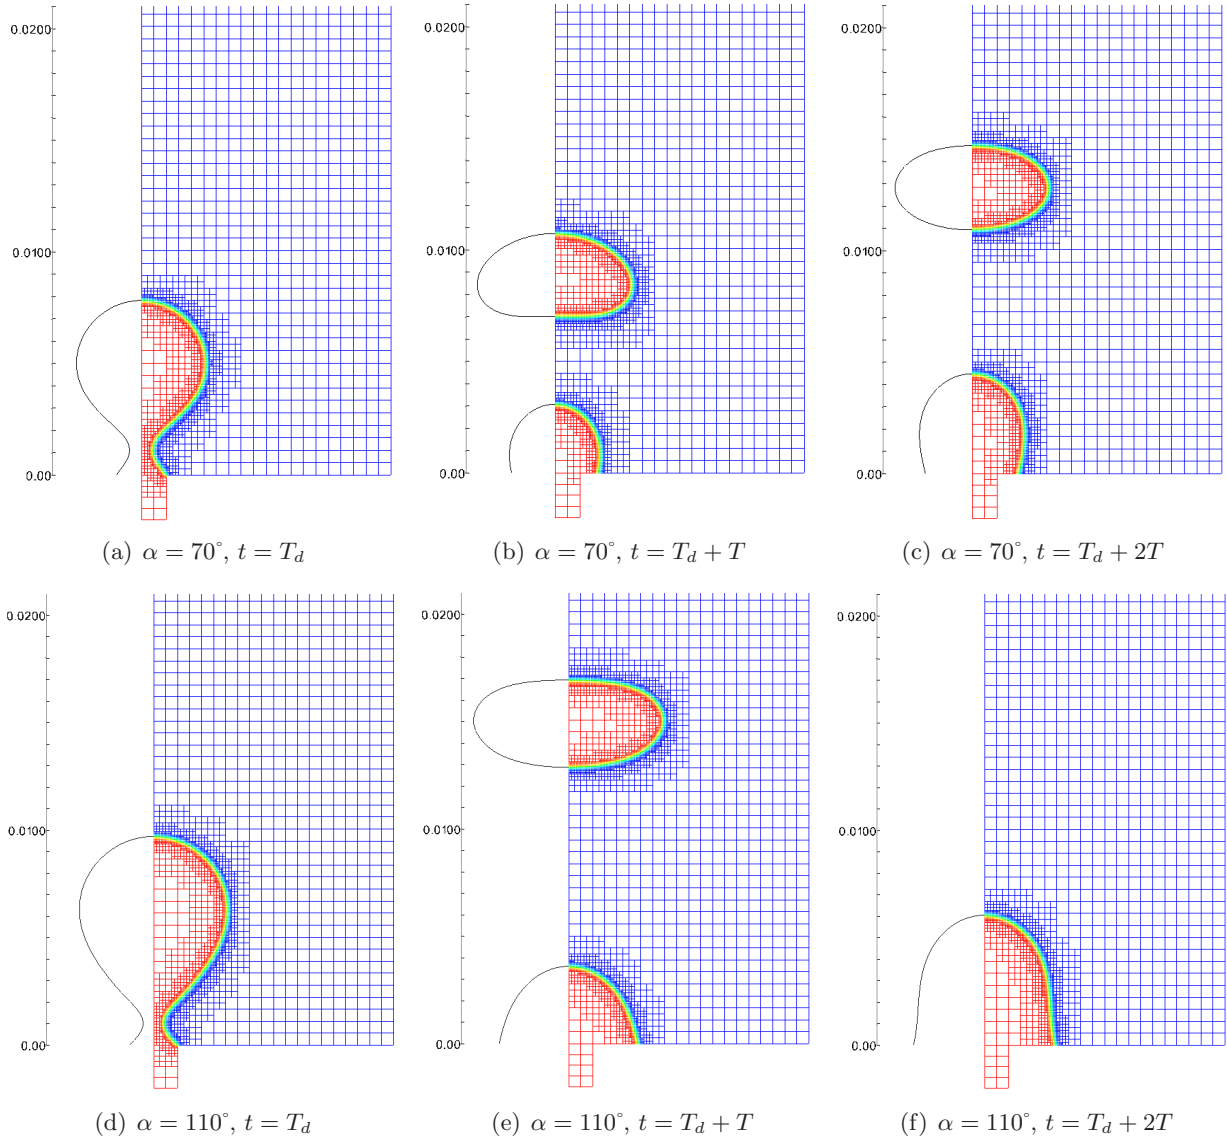 0.0200 0.0200 0.0200
0.0100 0.0100 0.0100
0.00 0.00 0.00
(a) α = 70°, t = T_d (b) α = 70°, t = T_d + T (c) α = 70°, t = T_d + 2T
0.0200 0.0200 0.0200
0.0100 0.0100 0.0100
0.00 0.00 0.00
(d) α = 110°, t = T_d (e) α = 110°, t = T_d + T (f) α = 110°, t = T_d + 2T